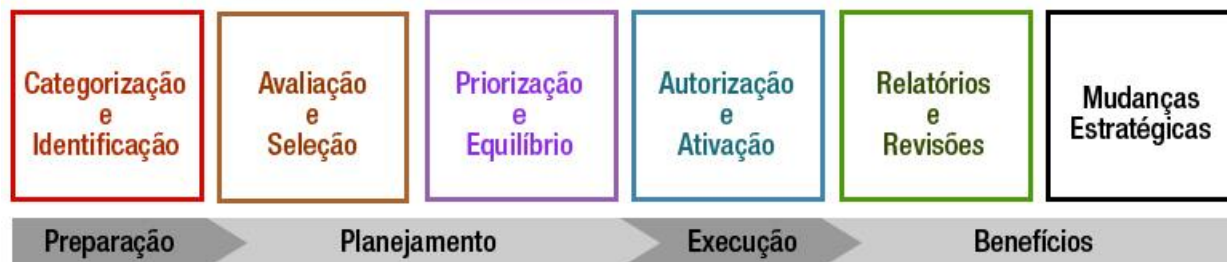 Categorização
e
Identificação
Avaliação
e
Seleção
Priorização
e
Equilíbrio
Autorização
e
Ativação
Relatórios
e
Revisões
Mudanças
Estratégicas
Preparação
Planejamento
Execução
Benefícios